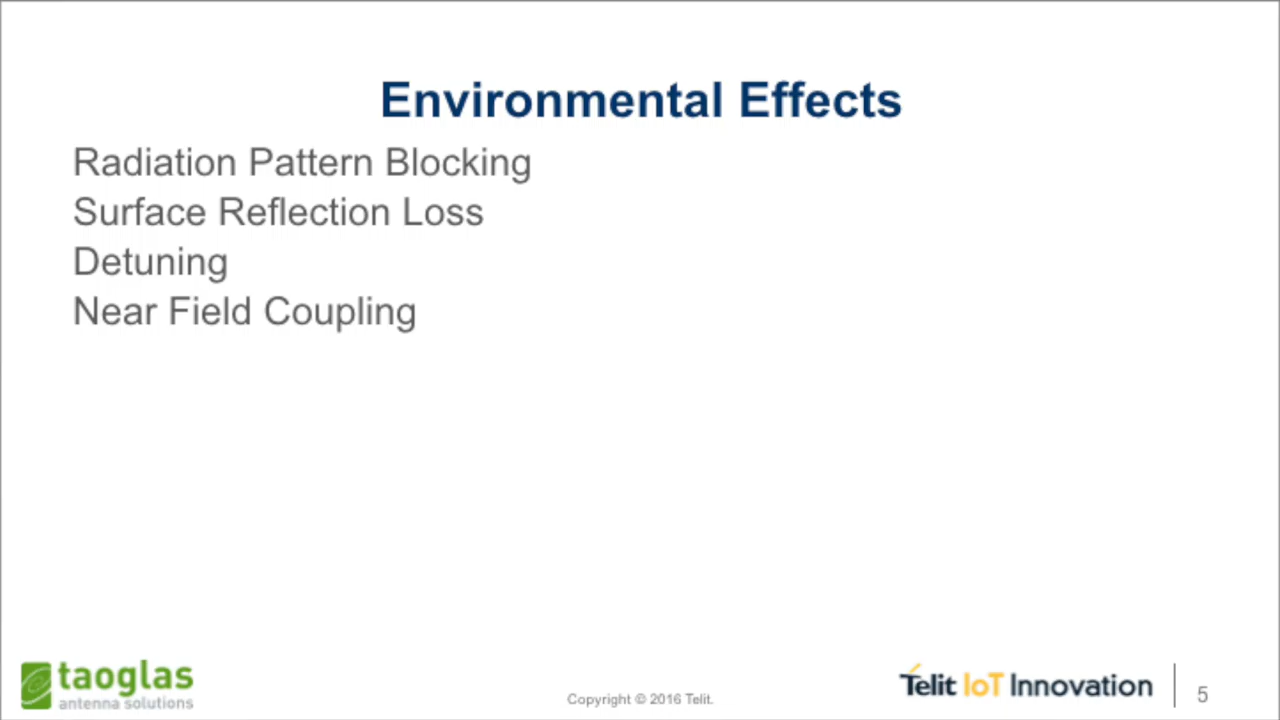 Environmental Effects
Radiation Pattern Blocking
Surface Reflection Loss
Detuning
Near Field Coupling
taoglas
antenna solutions
Copyright © 2016 Telit.
Telit IoT Innovation
5